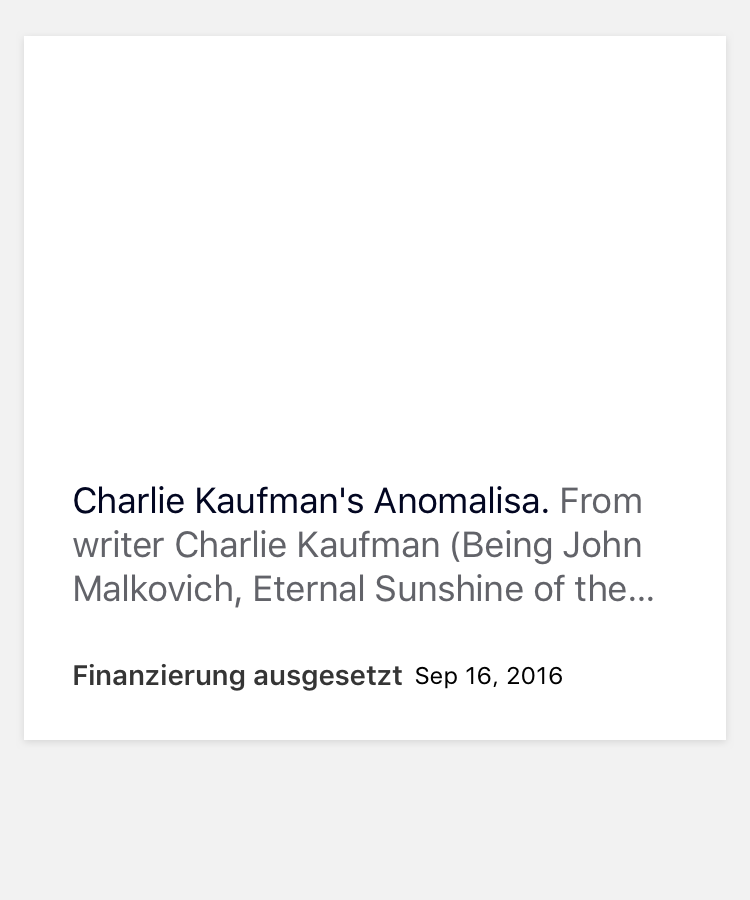 Charlie Kaufman's Anomalisa. From
writer Charlie Kaufman (Being John
Malkovich, Eternal Sunshine of the...
Finanzierung ausgesetzt Sep 16, 2016